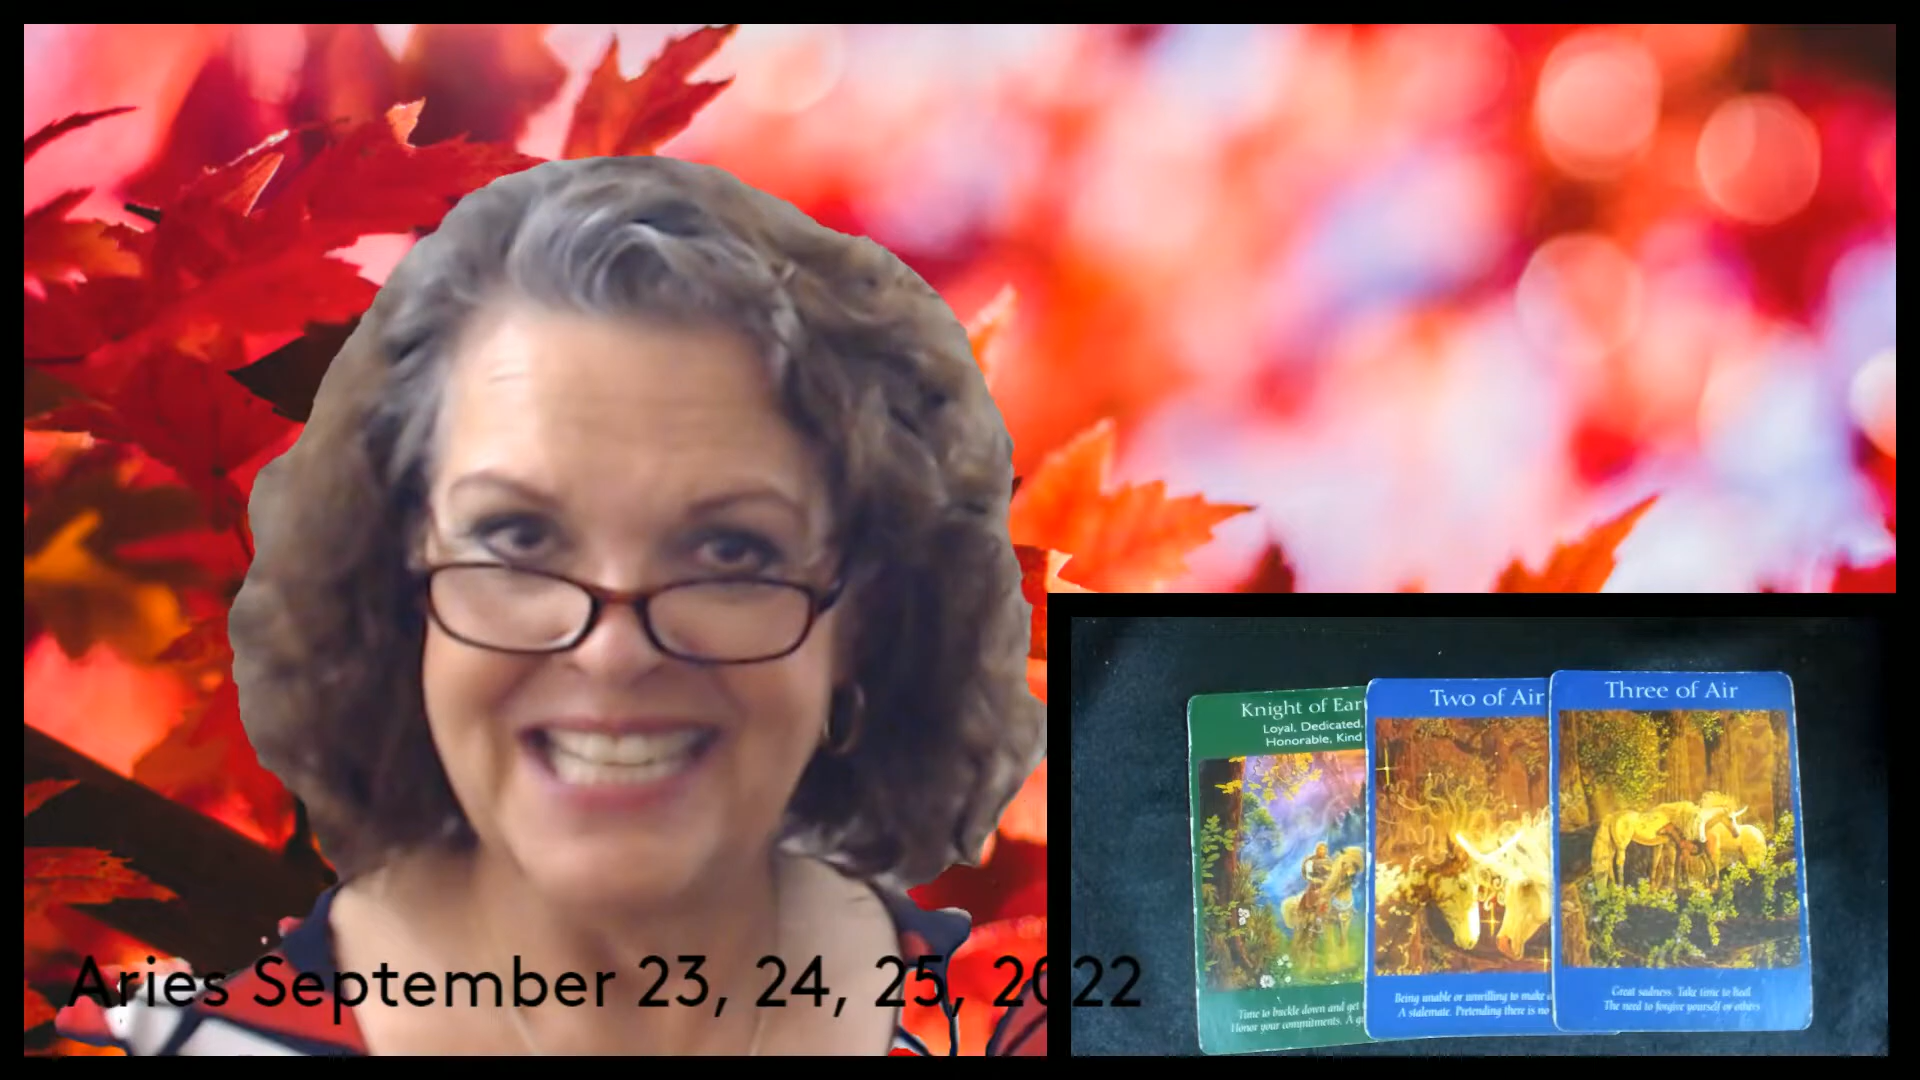 Aries September 23, 24, 25, 2022
Knight of Ear
Loyal, Dedicated,
Honorable, Kind
Time to buckle down and get
Honor your commitments. A
Two of Air
Being unable or unwilling to make
A stalemate. Pretending there is no
Three of Air
Great sadness. Take time to heal
The need to forgive yourself or others